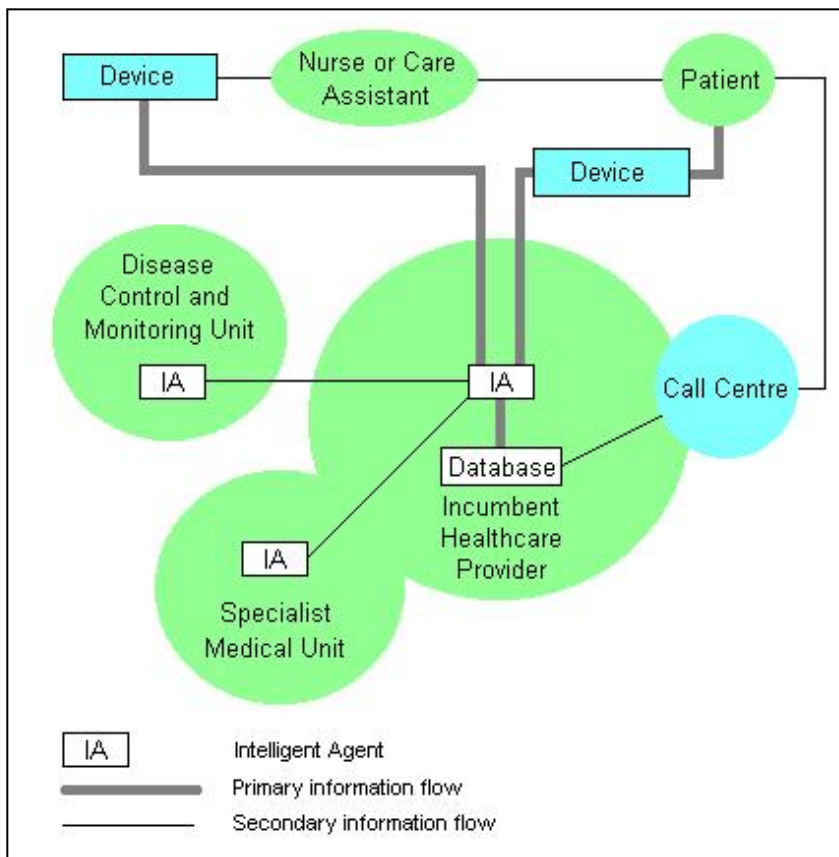 Device
Nurse or Care
Assistant
Patient
Device
Disease
Control and
Monitoring Unit
IA
IA
Call Centre
Database
Incumbent
Healthcare
Provider
IA
Specialist
Medical Unit
IA
Intelligent Agent
Primary information flow
Secondary information flow